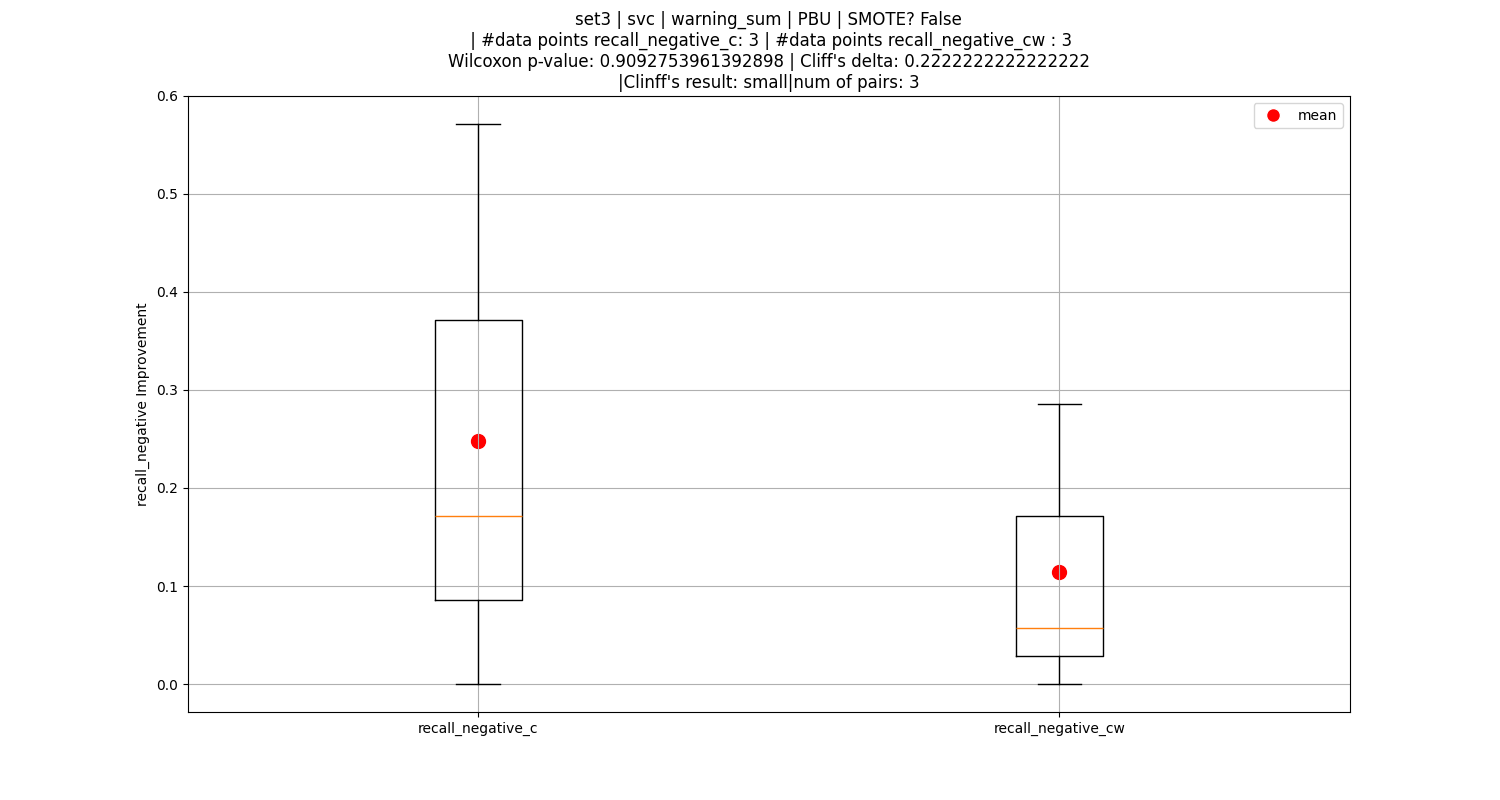 set3 | svc | warning_sum | PBU | SMOTE? False
| #data points recall_negative_c: 3 | #data points recall_negative_cw : 3
Wilcoxon p-value: 0.9092753961392898 | Cliff's delta: 0.2222222222222222
|Clinff's result: small|num of pairs: 3
mean
0.6
0.5
0.4
0.3
0.2
0.1
0.0
recall_negative Improvement
recall_negative_c
recall_negative_cw